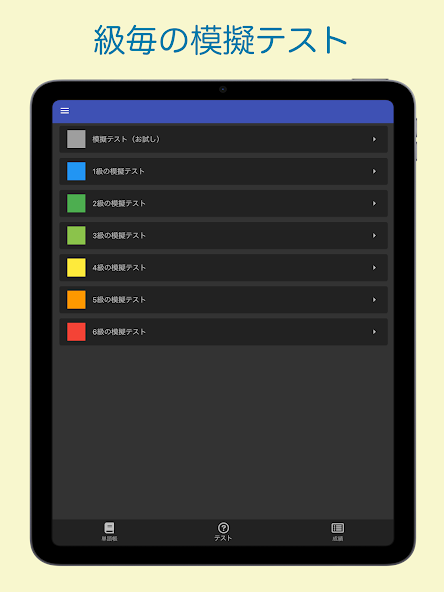 級毎の模擬テスト
模擬テスト（お試し）
1級の模擬テスト
2級の模擬テスト
3級の模擬テスト
4級の模擬テスト
5級の模擬テスト
6級の模擬テスト
単語帳
テスト
成績